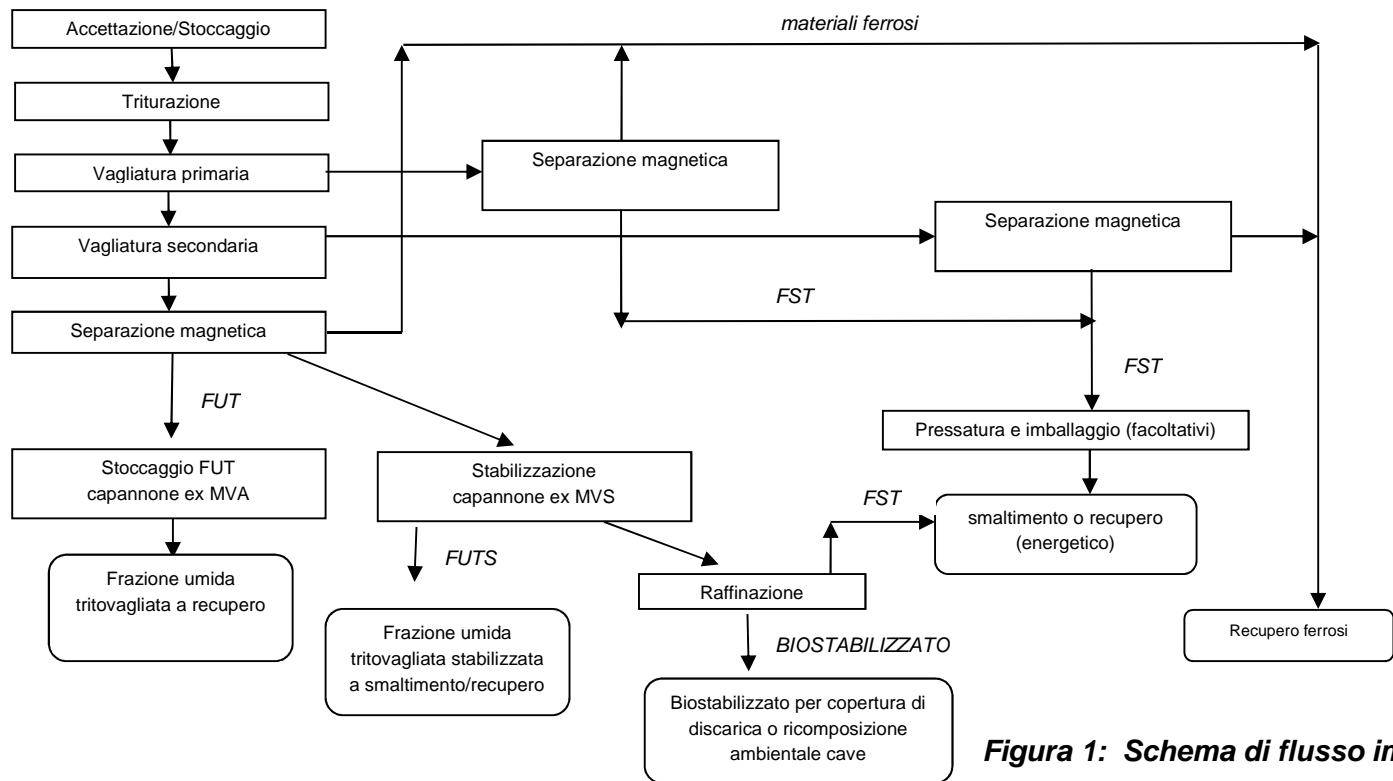 Accettazione/Stoccaggio
materiali ferrosi
Triturazione
Vagliatura primaria
Separazione magnetica
Vagliatura secondaria
Separazione magnetica
Separazione magnetica
FST
FST
FUT
Pressatura e imballaggio (facoltativi)
Stoccaggio FUT
capannone ex MVA
Stabilizzazione
capannone ex MVS
FST
smaltimento o recupero
(energetico)
FUTS
Frazione umida
tritovagliata a recupero
Raffinazione
Frazione umida
tritovagliata stabilizzata
a smaltimento/recupero
BIOSTABILIZZATO
Recupero ferrosi
Biostabilizzato per copertura di
discarica o ricomposizione
ambientale cave
Figura 1: Schema di flusso